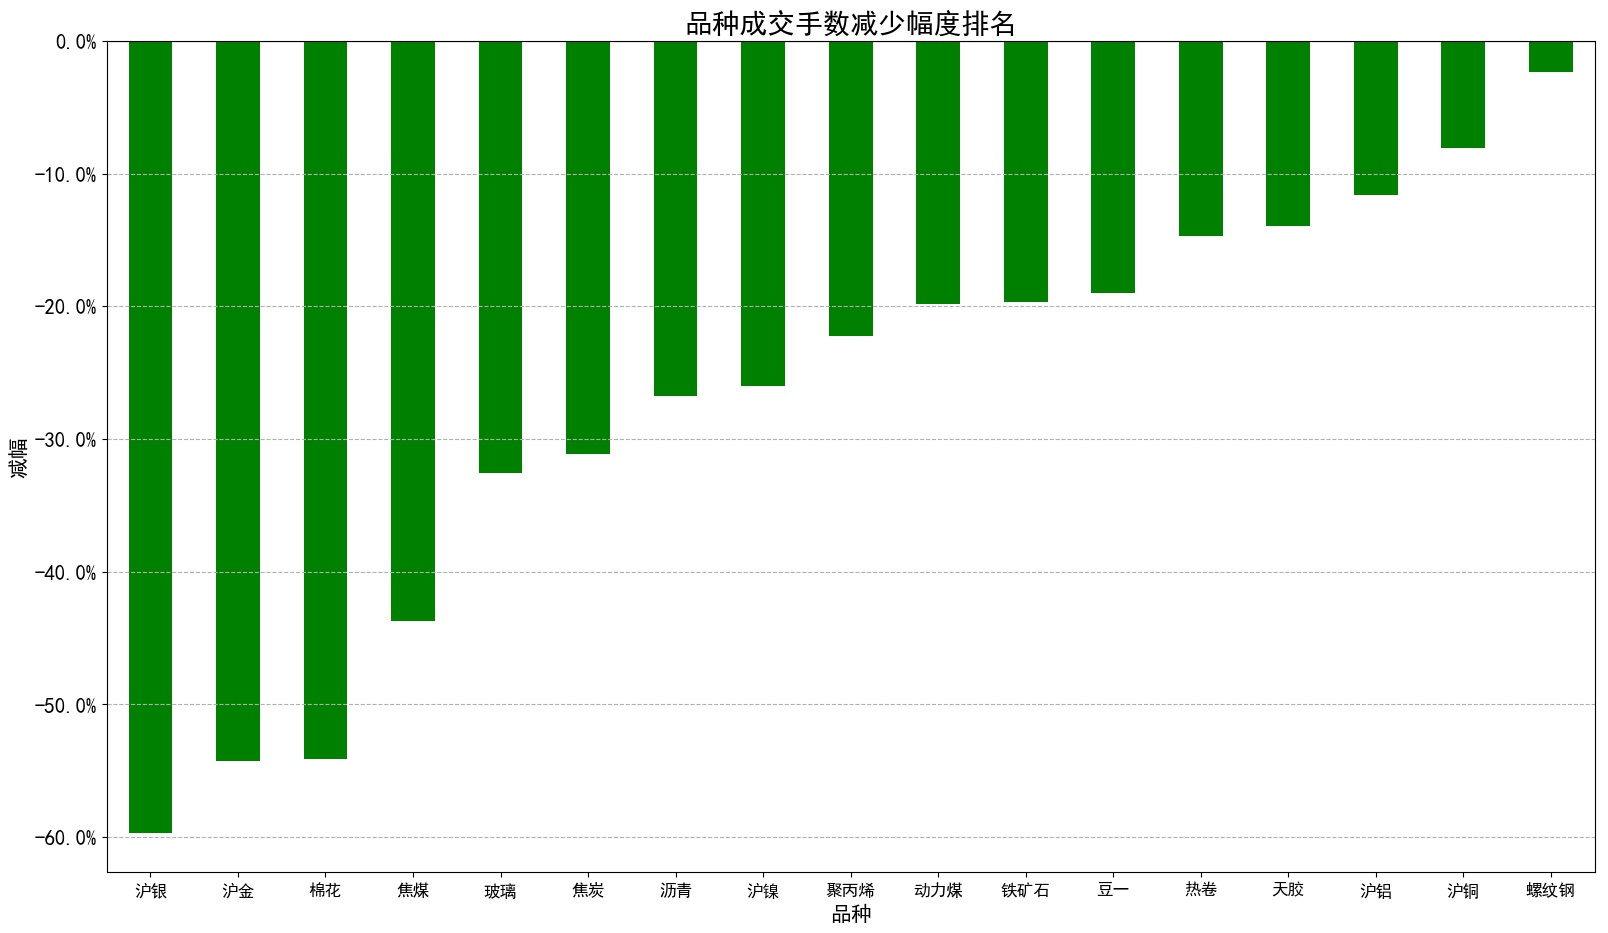 品种成交手数减少幅度排名
0.0%
-10.0%
-20.0%
-30.0%
-40.0%
-50.0%
-60.0%
减幅
沪银 沪金 棉花 焦煤 玻璃 焦炭 沥青 沪镍 聚丙烯 动力煤 铁矿石 豆一 热卷 天胶 沪铝 沪铜 螺纹钢
品种